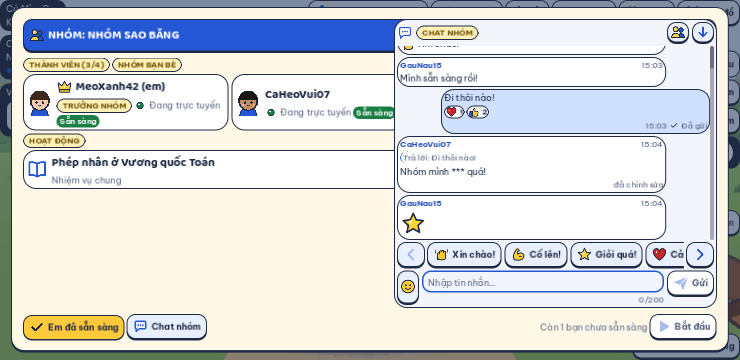 NHÓM: NHÓM SAO BĂNG
THÀNH VIÊN (3/4) NHÓM BẠN BÈ
MeoXanh42 (em)
TRƯỞNG NHÓM Đang trực tuyến
Sẵn sàng
CaHeoVui07
Đang trực tuyến Sẵn sàng
HOẠT ĐỘNG
Phép nhân ở Vương quốc Toán
Nhiệm vụ chung
Em đã sẵn sàng
Chat nhóm
CHAT NHÓM
GauNau15 15:03
Mình sẵn sàng rồi!
Đi thôi nào!
2
15:03 Đã gửi
CaHeoVui07 15:04
Trả lời: Đi thôi nào!
Nhóm mình *** quá!
đã chỉnh sửa
GauNau15 15:04
Xin chào! Cố lên! Giỏi quá!
Nhập tin nhắn... Gửi
0/200
Còn 1 bạn chưa sẵn sàng Bắt đầu